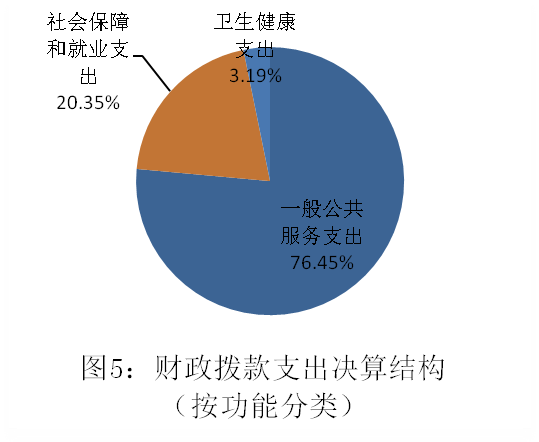 社会保障
和就业支
出
20.35%
卫生健康
支出
3.19%
一般公共
服务支出
76.45%
图5：财政拨款支出决算结构
（按功能分类）